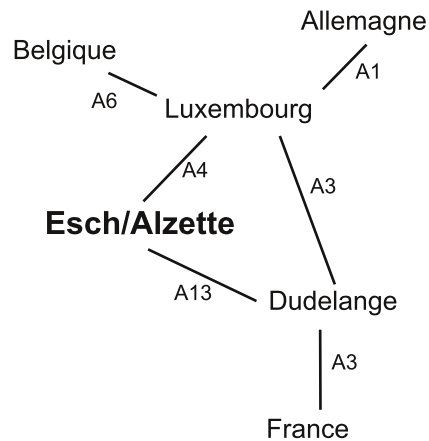 Allemagne
Belgique
A1
A6
Luxembourg
A4
A3
Esch/Alzette
A13
Dudelange
A3
France